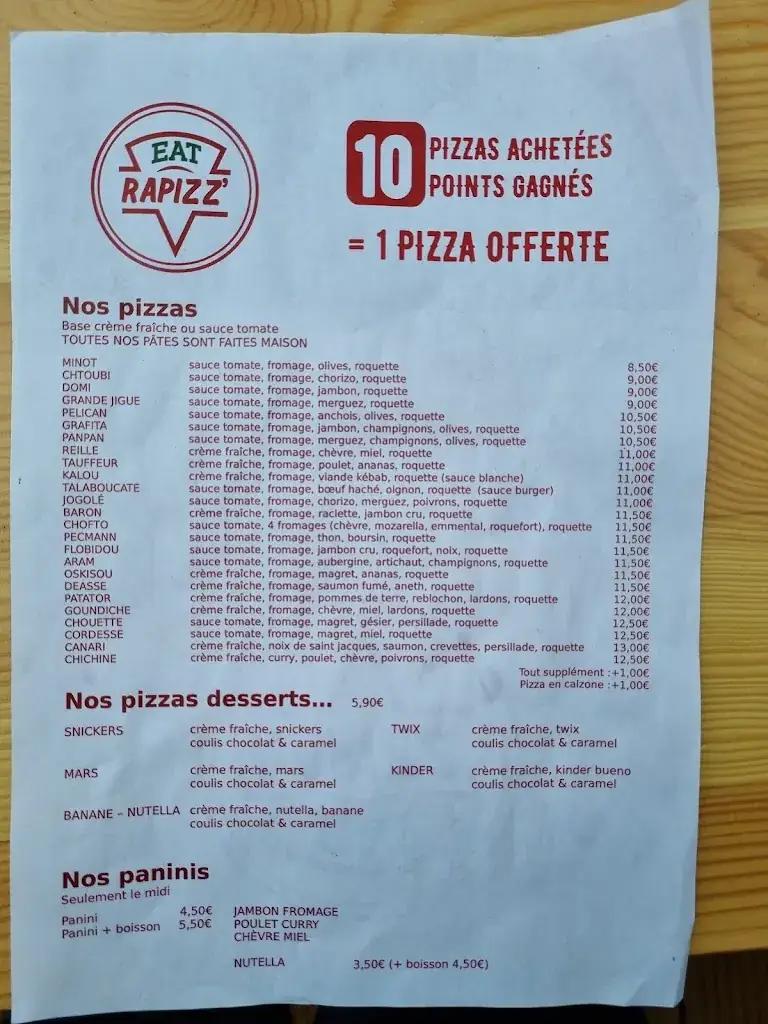 EAT
RAPIZZ'
10 PIZZAS ACHETÉES
POINTS GAGNÉS
= 1 PIZZA OFFERTE
Nos pizzas
Base crème fraîche ou sauce tomate
TOUTES NOS PÂTES SONT FAITES MAISON
MINOT sauce tomate, fromage, olives, roquette 8,50€
CHTOUBI sauce tomate, fromage, chorizo, roquette 9,00€
DOMI sauce tomate, fromage, jambon, roquette 9,00€
GRANDE JIGUE sauce tomate, fromage, merguez, roquette 9,00€
PELICAN sauce tomate, fromage, anchois, olives, roquette 10,50€
GRAFITA sauce tomate, fromage, jambon, champignons, olives, roquette 10,50€
PANPAN sauce tomate, fromage, merguez, champignons, olives, roquette 10,50€
REILLE crème fraîche, fromage, chèvre, miel, roquette 11,00€
TAUFFEUR crème fraîche, fromage, poulet, ananas, roquette 11,00€
KALOU crème fraîche, fromage, viande kébab, roquette (sauce blanche) 11,00€
TALABOUCATE sauce tomate, fromage, bœuf haché, oignon, roquette (sauce burger) 11,00€
JOGOLÉ sauce tomate, fromage, chorizo, merguez, poivrons, roquette 11,00€
BARON crème fraîche, fromage, raclette, jambon cru, roquette 11,50€
CHOFTO sauce tomate, 4 fromages (chèvre, mozarella, emmental, roquefort), roquette 11,50€
PECMANN sauce tomate, fromage, thon, boursin, roquette 11,50€
FLOBIDOU sauce tomate, fromage, jambon cru, roquefort, noix, roquette 11,50€
ARAM sauce tomate, fromage, aubergine, artichaut, champignons, roquette 11,50€
OSKISOU crème fraîche, fromage, magret, ananas, roquette 11,50€
DEASSE crème fraîche, fromage, saumon fumé, aneth, roquette 11,50€
PATATOR crème fraîche, fromage, pommes de terre, reblochon, lardons, roquette 12,00€
GOUNDICHE crème fraîche, fromage, chèvre, miel, lardons, roquette 12,00€
CHOUETTE sauce tomate, fromage, magret, gésier, persillade, roquette 12,50€
CORDESSE sauce tomate, fromage, magret, miel, roquette 12,50€
CANARI crème fraîche, noix de saint jacques, saumon, crevettes, persillade, roquette 13,00€
CHICHINE crème fraîche, curry, poulet, chèvre, poivrons, roquette 12,50€
Tout supplément :+1,00€
Pizza en calzone :+1,00€
Nos pizzas desserts... 5,90€
SNICKERS crème fraîche, snickers TWIX crème fraîche, twix
coulis chocolat & caramel coulis chocolat & caramel
MARS crème fraîche, mars KINDER crème fraîche, kinder bueno
coulis chocolat & caramel coulis chocolat & caramel
BANANE – NUTELLA crème fraîche, nutella, banane
coulis chocolat & caramel
Nos paninis
Seulement le midi
Panini 4,50€ JAMBON FROMAGE
Panini + boisson 5,50€ POULET CURRY
CHÈVRE MIEL
NUTELLA 3,50€ (+ boisson 4,50€)